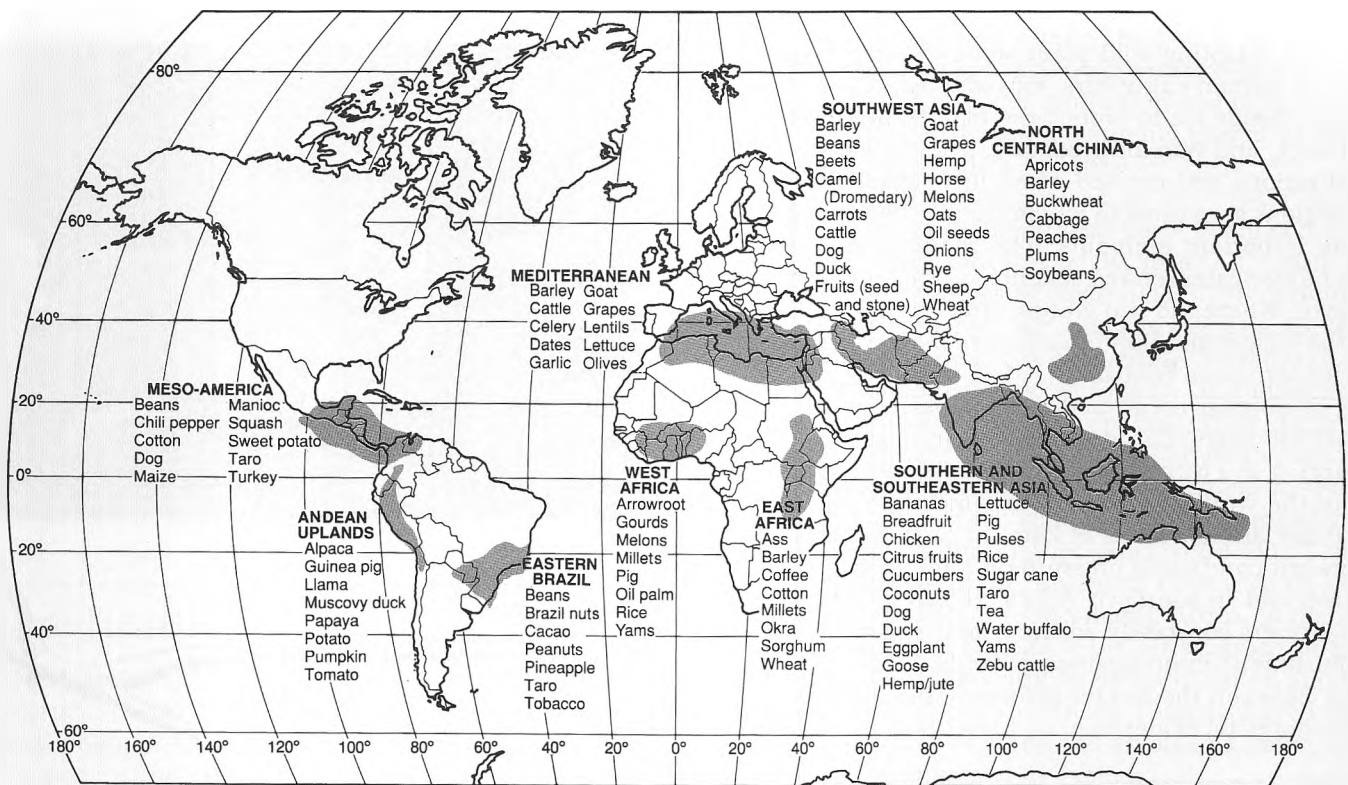 80°
60°
40°
20°
0°
20°
40°
60°
180°
160°
140°
120°
100°
80°
60°
40°
20°
0°
20°
40°
60°
80°
100°
120°
140°
160°
180°
SOUTHWEST ASIA
Barley
Beans
Beets
Camel
(Dromedary)
Carrots
Cattle
Dog
Duck
Fruits (seed
and stone)
Goat
Grapes
Hemp
Horse
Melons
Oats
Oil seeds
Onions
Rye
Sheep
Wheat
NORTH
CENTRAL CHINA
Apricots
Barley
Buckwheat
Cabbage
Peaches
Plums
Soybeans
MEDITERRANEAN
Barley
Cattle
Celery
Dates
Garlic
Goat
Grapes
Lentils
Lettuce
Olives
MESO-AMERICA
Beans
Chili pepper
Cotton
Dog
Maize
Manioc
Squash
Sweet potato
Taro
Turkey
ANDEAN
UPLANDS
Alpaca
Guinea pig
Llama
Muscovy duck
Papaya
Potato
Pumpkin
Tomato
EASTERN
BRAZIL
Beans
Brazil nuts
Cacao
Peanuts
Pineapple
Taro
Tobacco
WEST
AFRICA
Arrowroot
Gourds
Melons
Millets
Pig
Oil palm
Rice
Yams
EAST
AFRICA
Ass
Barley
Coffee
Cotton
Millets
Okra
Sorghum
Wheat
SOUTHERN AND
SOUTHEASTERN ASIA
Bananas
Breadfruit
Chicken
Citrus fruits
Cucumbers
Coconuts
Dog
Duck
Eggplant
Goose
Hemp/jute
Lettuce
Pig
Pulses
Rice
Sugar cane
Taro
Tea
Water buffalo
Yams
Zebu cattle